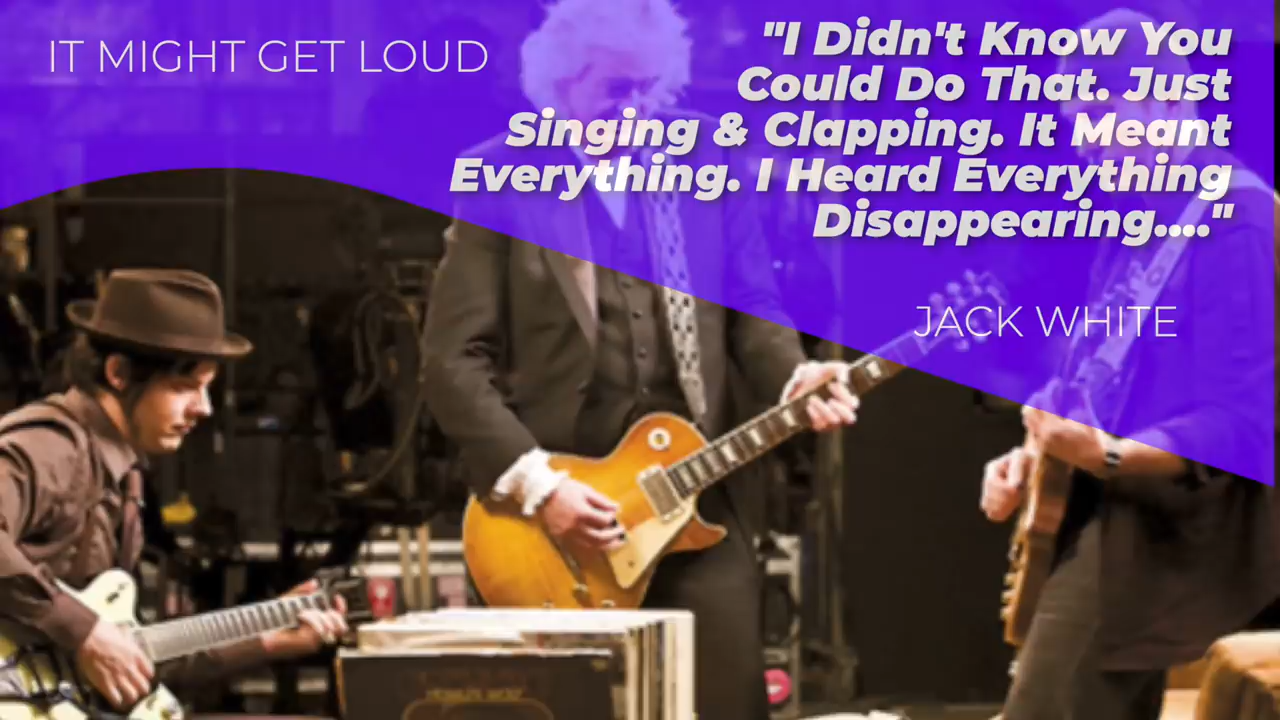 IT MIGHT GET LOUD
"I Didn't Know You
Could Do That. Just
Singing & Clapping. It Meant
Everything. I Heard Everything
Disappearing...."
JACK WHITE